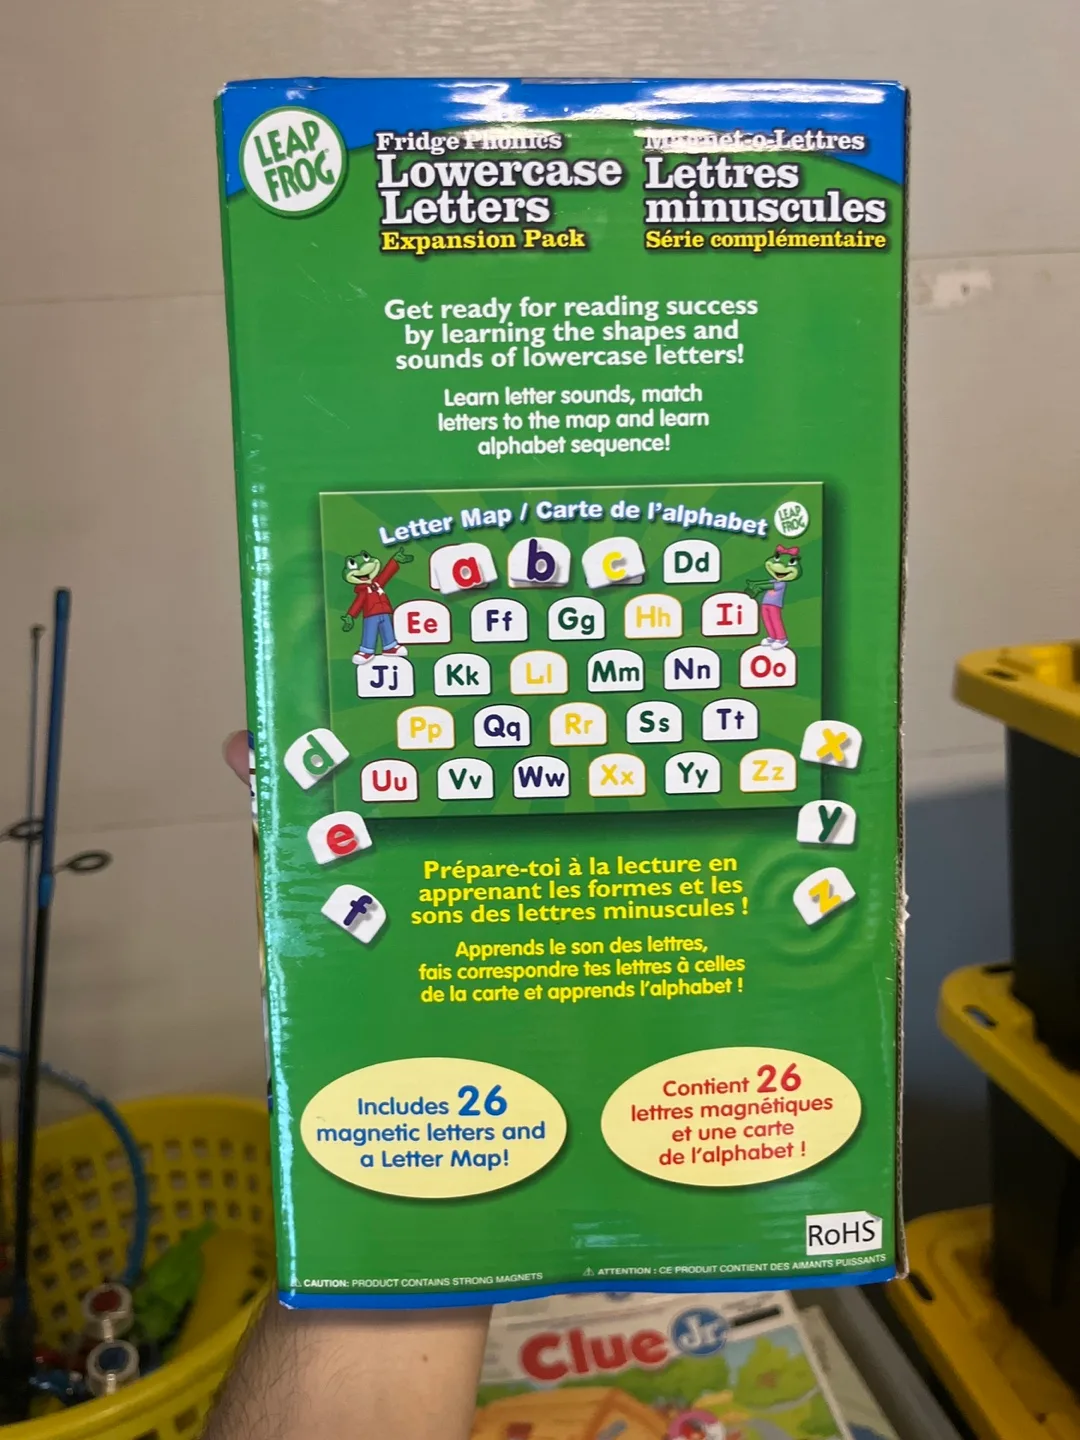 LEAP
FROG
Fridge Phonics
Lowercase
Letters
Expansion Pack
Magnet-o-Lettres
Lettres
minuscules
Série complémentaire
Get ready for reading success
by learning the shapes and
sounds of lowercase letters!
Learn letter sounds, match
letters to the map and learn
alphabet sequence!
Letter Map / Carte de l'alphabet
LEAP
FROG
a b c Dd
Ee Ff Gg Hh Ii
Jj Kk Ll Mm Nn Oo
Pp Qq Rr Ss Tt
Uu Vv Ww Xx Yy Zz
d
e
f
x
y
z
Prépare-toi à la lecture en
apprenant les formes et les
sons des lettres minuscules !
Apprends le son des lettres,
fais correspondre tes lettres à celles
de la carte et apprends l'alphabet !
Includes 26
magnetic letters and
a Letter Map!
Contient 26
lettres magnétiques
et une carte
de l'alphabet !
RoHS
CAUTION: PRODUCT CONTAINS STRONG MAGNETS
ATTENTION : CE PRODUIT CONTIENT DES AIMANTS PUISSANTS
Clue Jr